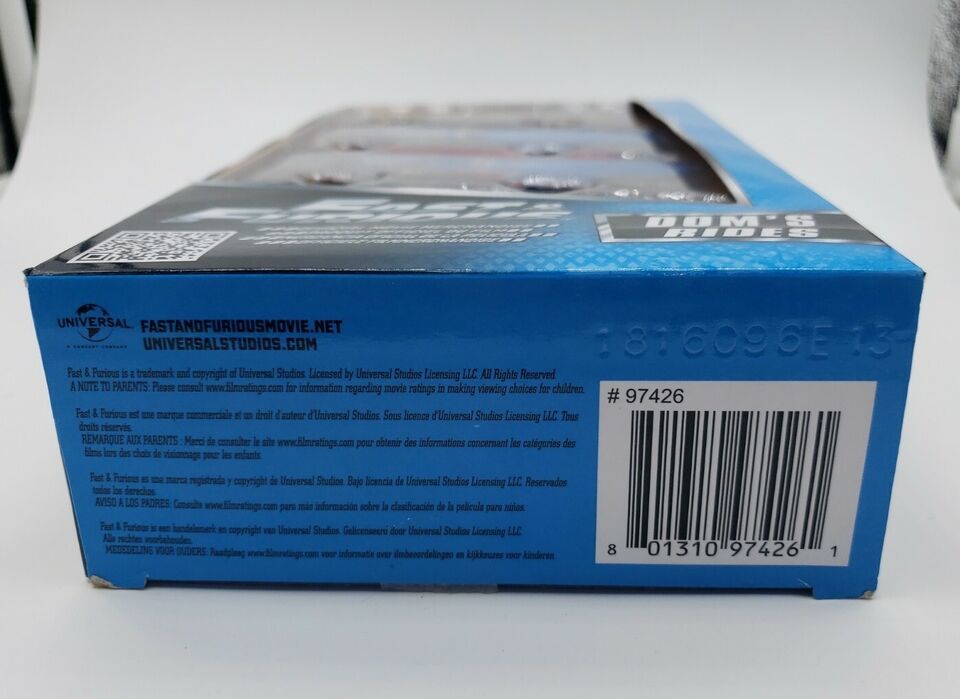 FAST &
FURIOUS
DOM'S
RIDES
UNIVERSAL
A COMCAST COMPANY
FASTANDFURIOUSMOVIE.NET
UNIVERSALSTUDIOS.COM
1816096E 13
Fast & Furious is a trademark and copyright of Universal Studios. Licensed by Universal Studios Licensing LLC. All Rights Reserved.
A NOTE TO PARENTS: Please consult www.filmratings.com for information regarding movie ratings in making viewing choices for children.
Fast & Furious est une marque commerciale et un droit d'auteur d'Universal Studios. Sous licence d'Universal Studios Licensing LLC. Tous
droits réservés.
REMARQUE AUX PARENTS : Merci de consulter le site www.filmratings.com pour obtenir des informations concernant les catégories des
films lors des choix de visionnage pour les enfants.
Fast & Furious es una marca registrada y copyright de Universal Studios. Bajo licencia de Universal Studios Licensing LLC. Reservados
todos los derechos.
AVISO A LOS PADRES: Consulte www.filmratings.com para más información sobre la clasificación de la película para niños.
Fast & Furious is een handelsmerk en copyright van Universal Studios. Gelicenseerd door Universal Studios Licensing LLC.
Alle rechten voorbehouden.
MEDEDELING VOOR OUDERS: Raadpleeg www.filmratings.com voor informatie over filmbeoordelingen en kijkkeuzes voor kinderen.
# 97426
8 01310 97426 1